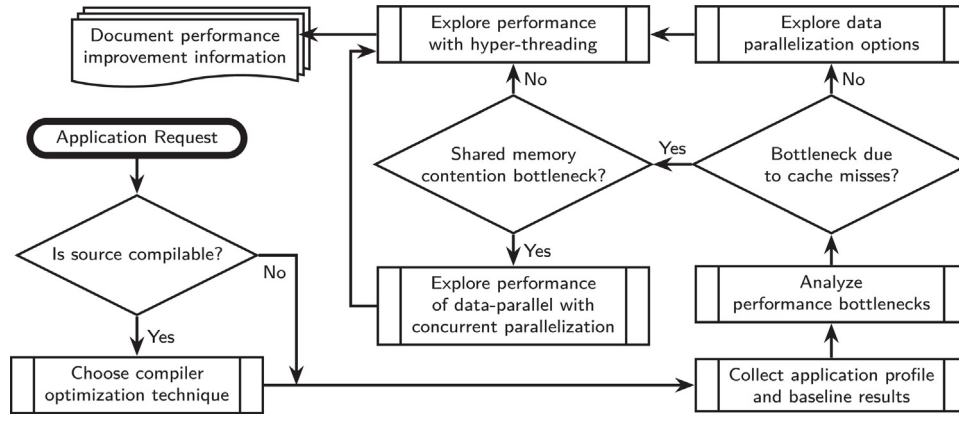 Document performance
improvement information
Explore performance
with hyper-threading
Explore data
parallelization options
No
No
Application Request
Shared memory
contention bottleneck?
Yes
Bottleneck due
to cache misses?
Is source compilable?
No
Yes
Explore performance
of data-parallel with
concurrent parallelization
Analyze
performance bottlenecks
Yes
Choose compiler
optimization technique
Collect application profile
and baseline results